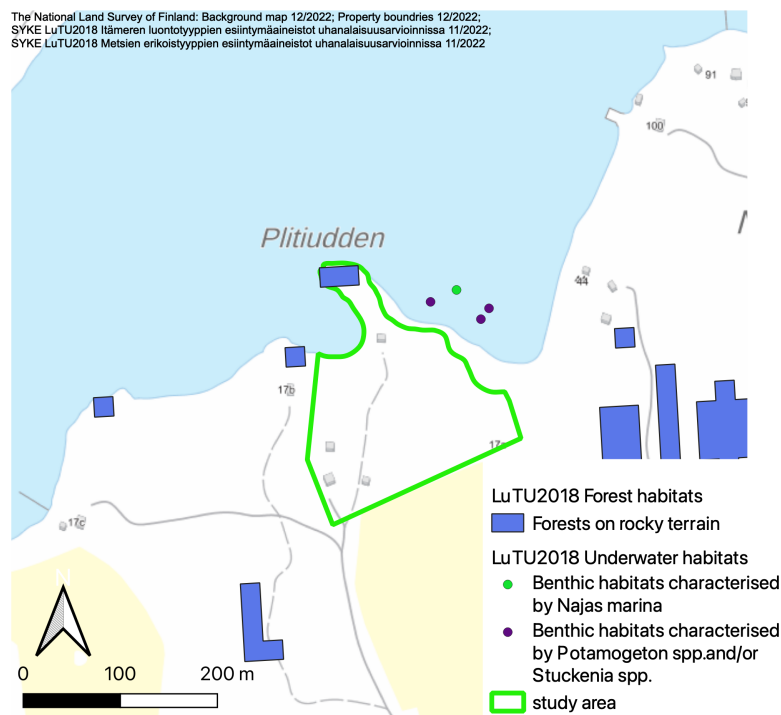 The National Land Survey of Finland: Background map 12/2022; Property boundries 12/2022;
SYKE LuTU2018 Itämeren luontotyyppien esiintymäaineistot uhanalaisuusarvioinnissa 11/2022;
SYKE LuTU2018 Metsien erikoistyyppien esiintymäaineistot uhanalaisuusarvioinnissa 11/2022
91
100
Plitiudden
44
17b
17c
LuTU2018 Forest habitats
Forests on rocky terrain
LuTU2018 Underwater habitats
Benthic habitats characterised
by Najas marina
Benthic habitats characterised
by Potamogeton spp.and/or
Stuckenia spp.
study area
0 100 200 m